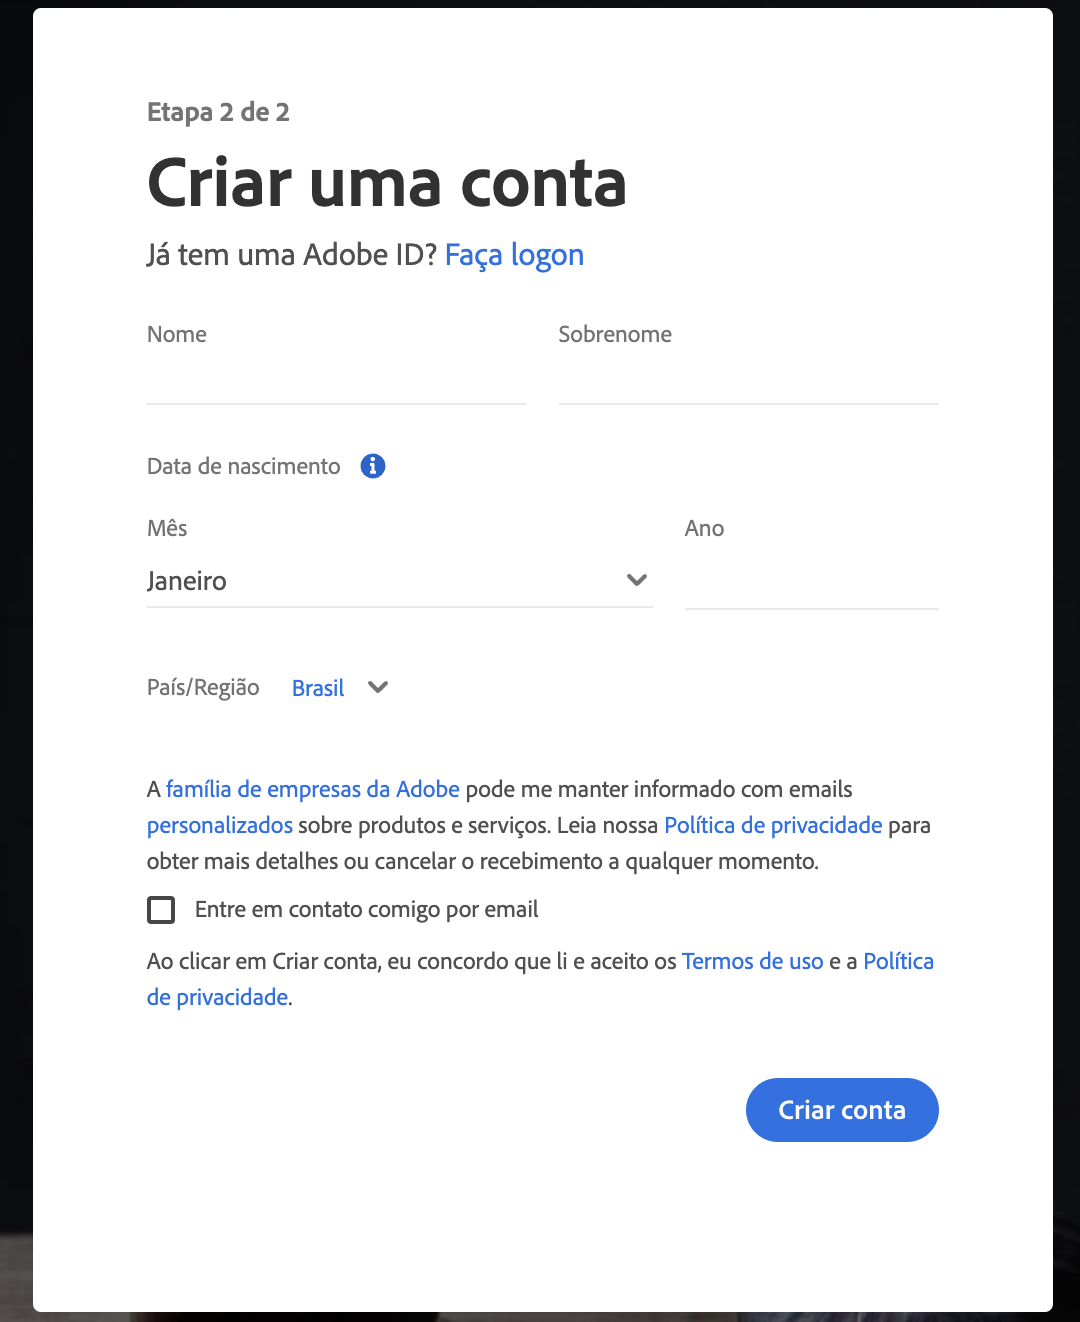 Etapa 2 de 2
Criar uma conta
Já tem uma Adobe ID? Faça logon
Nome Sobrenome
Data de nascimento
Mês Ano
Janeiro
País/Região Brasil
A família de empresas da Adobe pode me manter informado com emails
personalizados sobre produtos e serviços. Leia nossa Política de privacidade para
obter mais detalhes ou cancelar o recebimento a qualquer momento.
Entre em contato comigo por email
Ao clicar em Criar conta, eu concordo que li e aceito os Termos de uso e a Política
de privacidade.
Criar conta